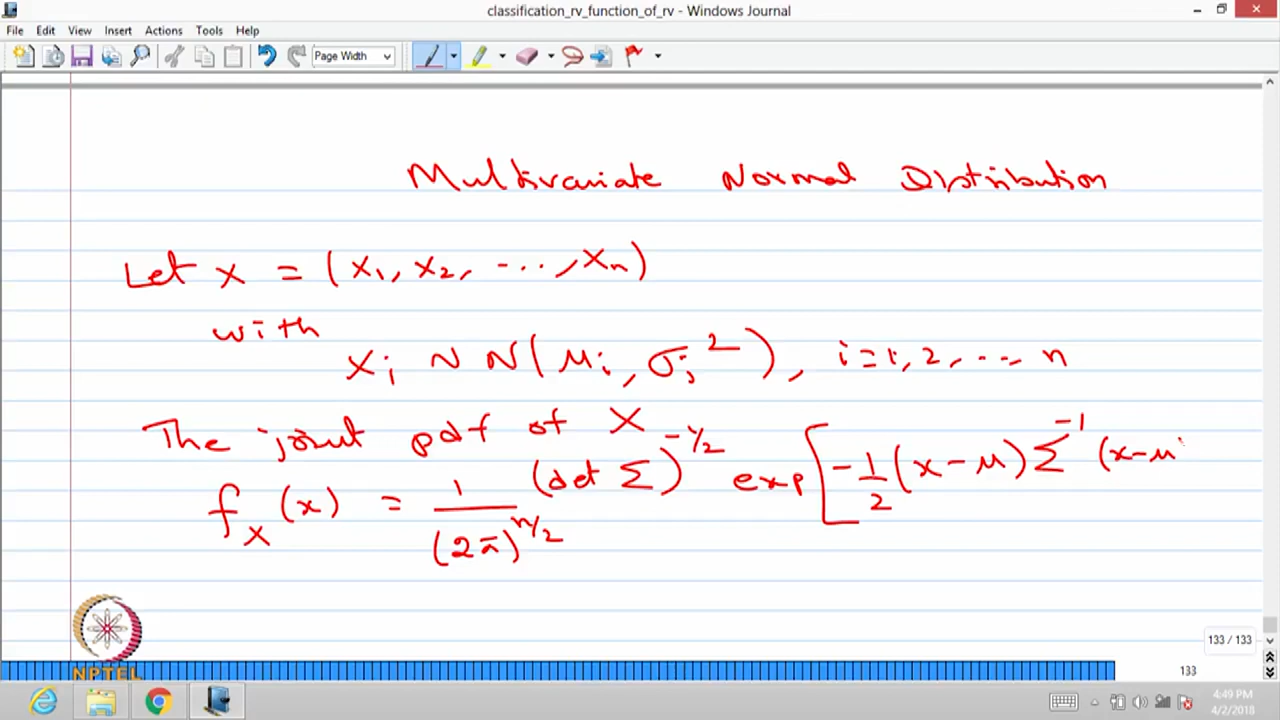 classification_rv_function_of_rv - Windows Journal
File Edit View Insert Actions Tools Help
Page Width
Multivariate Normal Distribution
Let X = (X₁, X₂, ..., Xₙ)
with
Xᵢ ~ N(μᵢ, σᵢ²), i=1, 2, ..., n
The joint pdf of X
f_X(x) = 1/(2π)^(n/2) (det Σ)^(-1/2) exp[-1/2 (x-μ) Σ^(-1) (x-μ
133 / 133
NPTEL
133
4:49 PM
4/2/2018